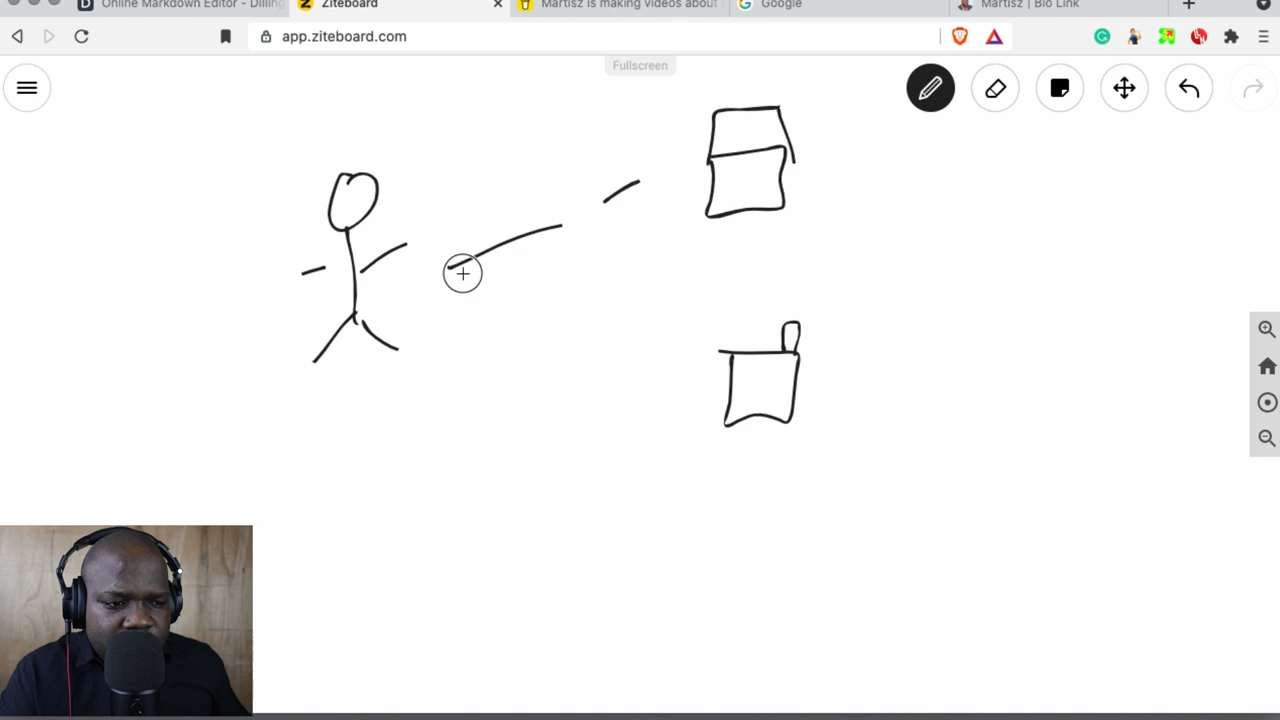 Online Markdown Editor - Dilling
Ziteboard
Martisz is making videos about
Google
Martisz | Bio Link
app.ziteboard.com
Fullscreen